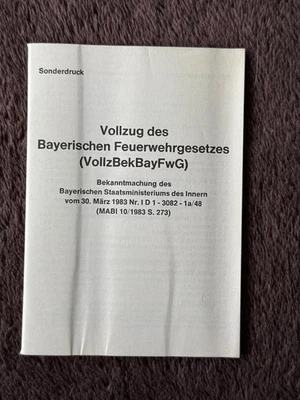 Sonderdruck
Vollzug des
Bayerischen Feuerwehrgesetzes
(VollzBekBayFwG)
Bekanntmachung des
Bayerischen Staatsministeriums des Innern
vom 30. März 1983 Nr. I D 1 - 3082 - 1a/48
(MABl 10/1983 S. 273)